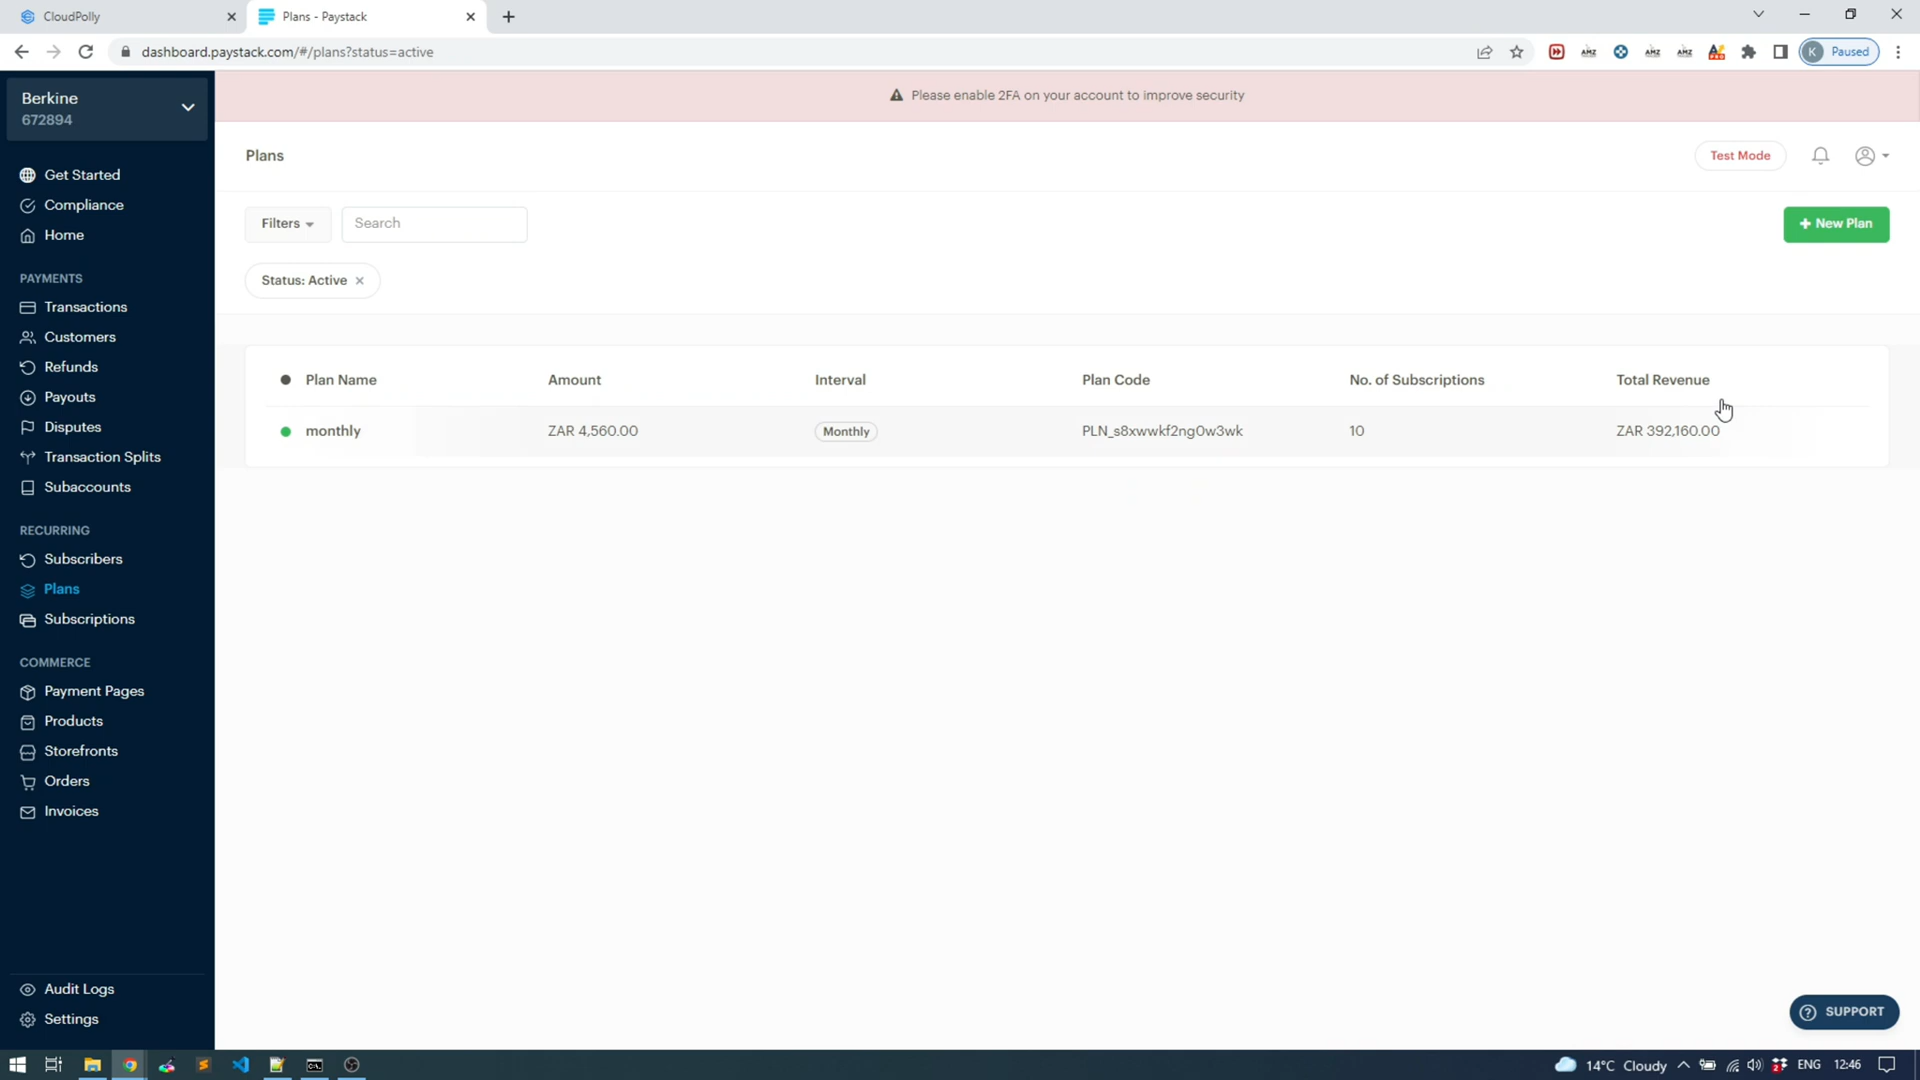 CloudPolly
Plans - Paystack
dashboard.paystack.com/#/plans?status=active
K Paused
Berkine
672894
Please enable 2FA on your account to improve security
Get Started
Compliance
Home
PAYMENTS
Transactions
Customers
Refunds
Payouts
Disputes
Transaction Splits
Subaccounts
RECURRING
Subscribers
Plans
Subscriptions
COMMERCE
Payment Pages
Products
Storefronts
Orders
Invoices
Audit Logs
Settings
Plans
Test Mode
Filters
Search
+ New Plan
Status: Active ×
Plan Name Amount Interval Plan Code No. of Subscriptions Total Revenue
monthly ZAR 4,560.00 Monthly PLN_s8xwwkf2ng0w3wk 10 ZAR 392,160.00
SUPPORT
14°C Cloudy ENG 12:46